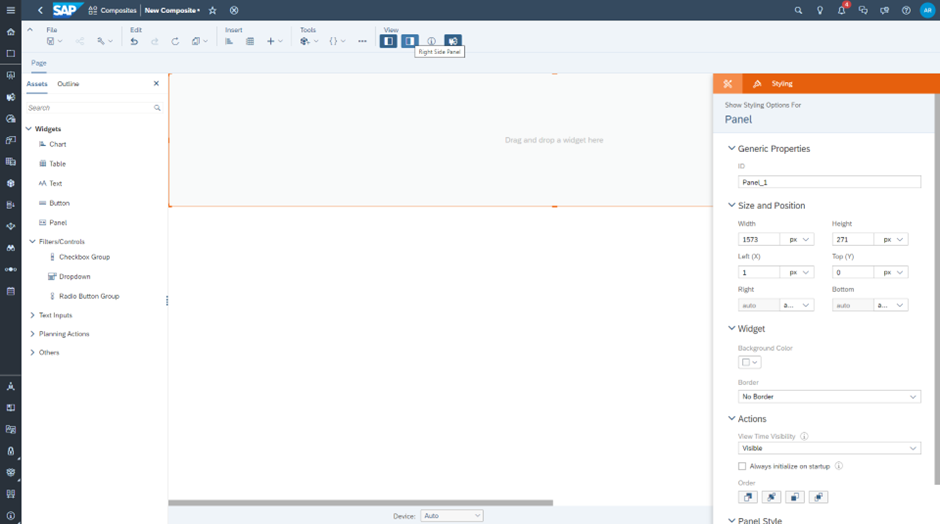 SAP Composites New Composite • 4 AR
File Edit Insert Tools View
Right Side Panel
Page
Assets Outline
Search
Widgets
Chart
Table
Text
Button
Panel
Filters/Controls
Checkbox Group
Dropdown
Radio Button Group
Text Inputs
Planning Actions
Others
Drag and drop a widget here
Device: Auto
Styling
Show Styling Options For
Panel
Generic Properties
ID
Panel_1
Size and Position
Width Height
1573 px 271 px
Left (X) Top (Y)
1 px 0 px
Right Bottom
auto a... auto a...
Widget
Background Color
Border
No Border
Actions
View Time Visibility
Visible
Always initialize on startup
Order
Panel Style